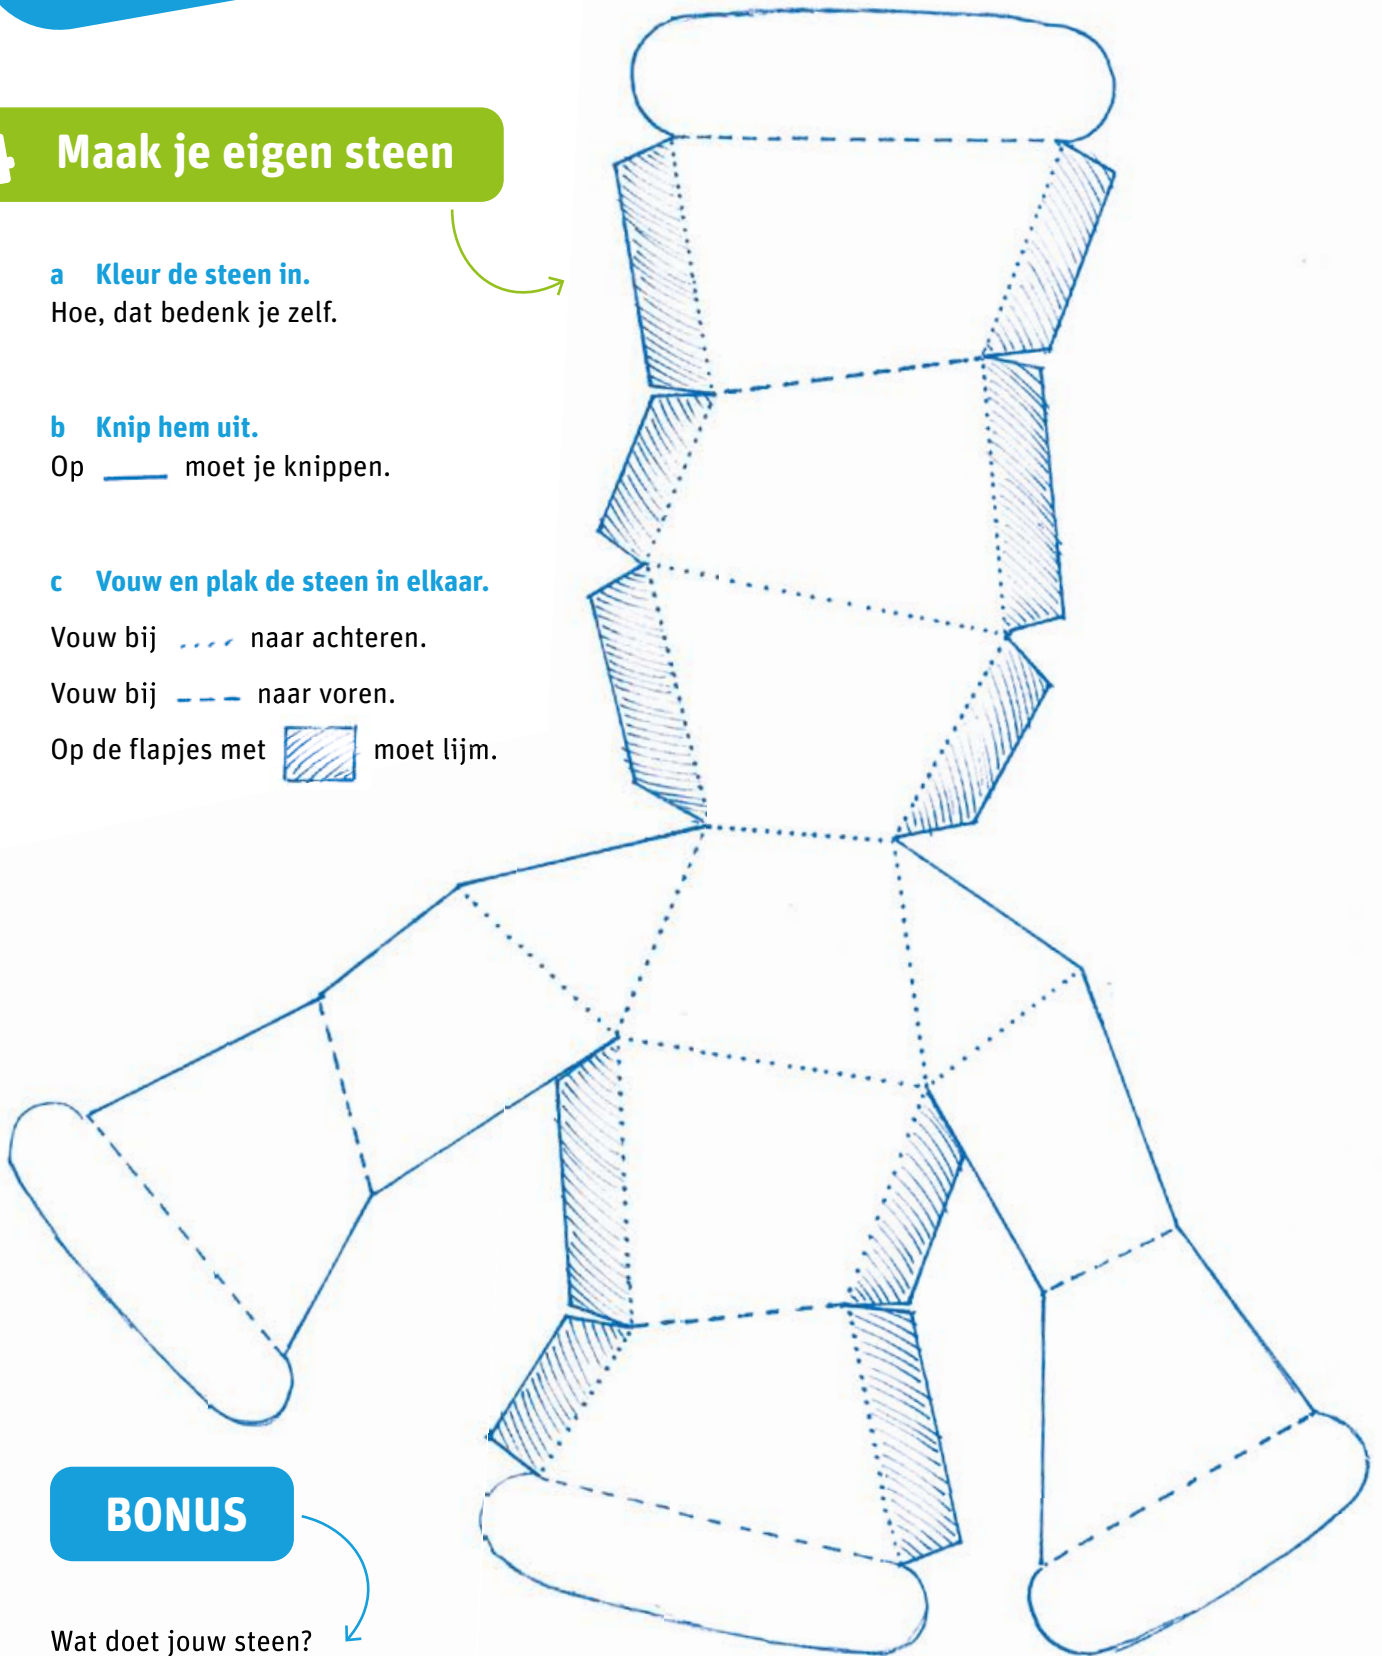 4 Maak je eigen steen
a Kleur de steen in.
Hoe, dat bedenk je zelf.
b Knip hem uit.
Op moet je knippen.
c Vouw en plak de steen in elkaar.
Vouw bij .... naar achteren.
Vouw bij --- naar voren.
Op de flapjes met moet lijm.
BONUS
Wat doet jouw steen?